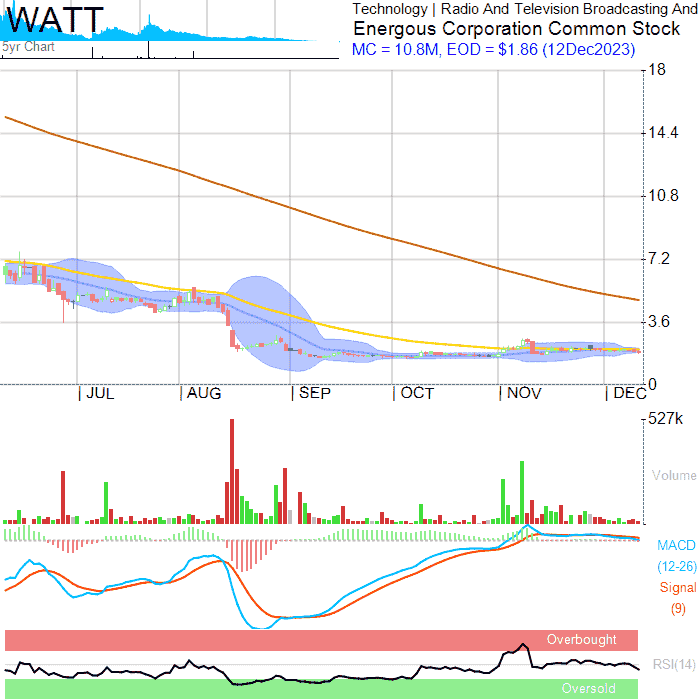 WATT
5yr Chart
Technology | Radio And Television Broadcasting And
Energous Corporation Common Stock
MC = 10.8M, EOD = $1.86 (12Dec2023)
18
14.4
10.8
7.2
3.6
0
| JUL | AUG | SEP | OCT | NOV | DEC
527k
Volume
MACD
(12-26)
Signal
(9)
Overbought
RSI(14)
Oversold